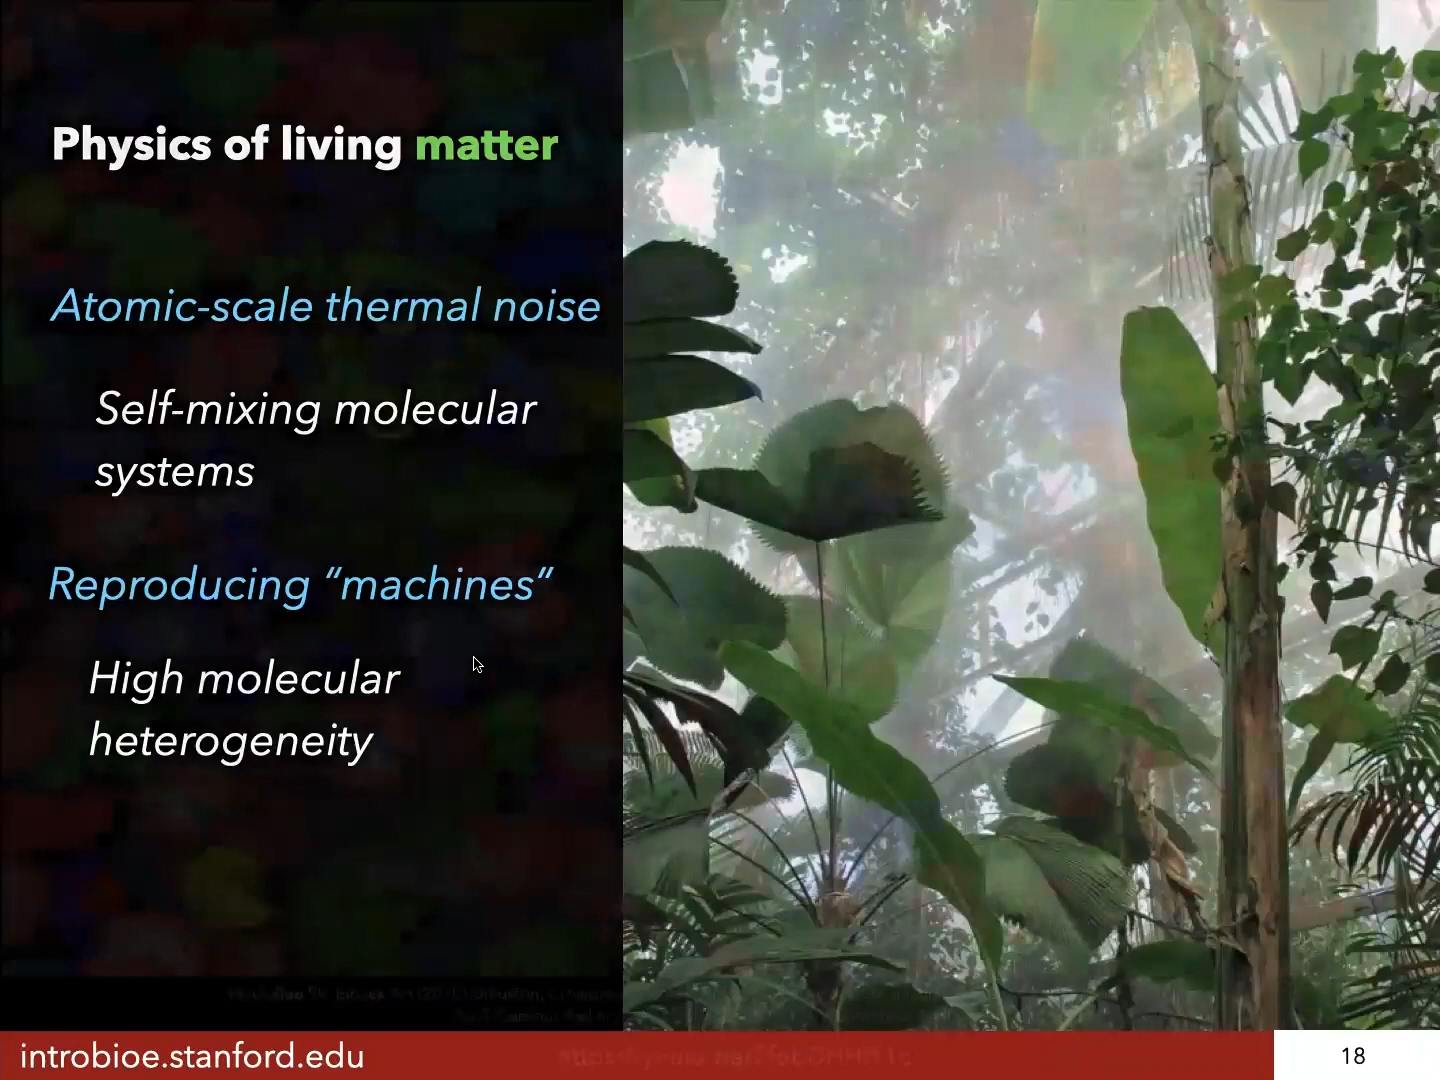 Physics of living matter
Atomic-scale thermal noise
Self-mixing molecular
systems
Reproducing “machines”
High molecular
heterogeneity
introbioe.stanford.edu
18